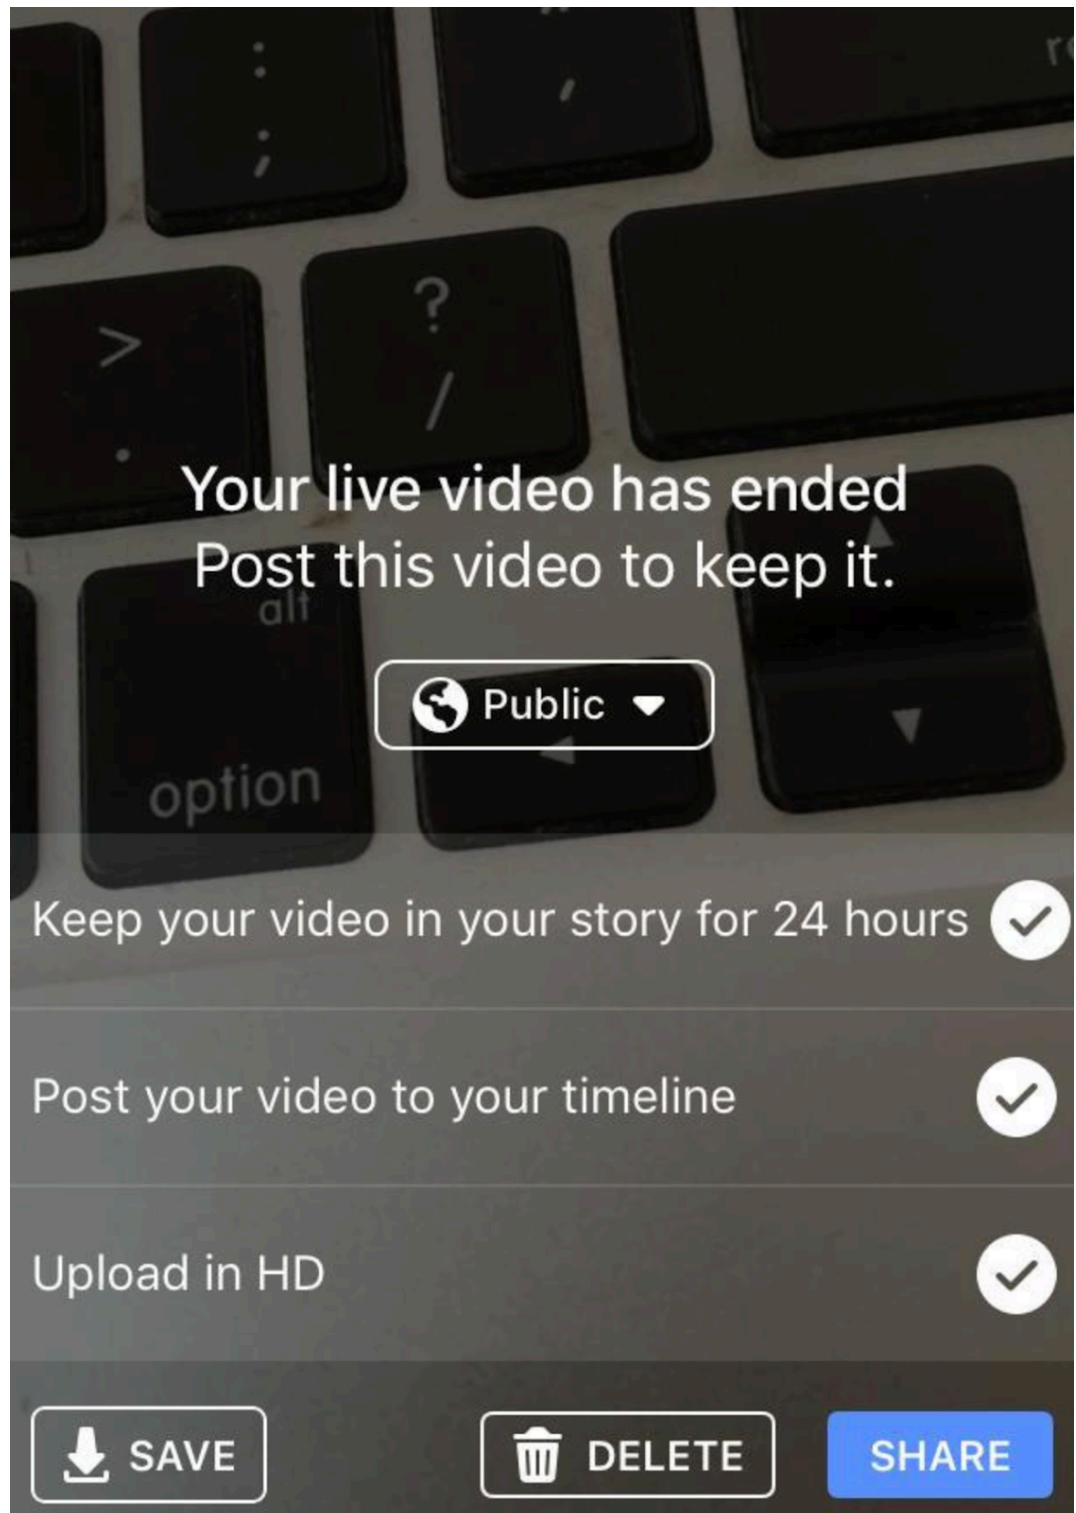 :
;
"
,
re
>
.
?
/
Your live video has ended
Post this video to keep it.
alt
option
Public
Keep your video in your story for 24 hours
Post your video to your timeline
Upload in HD
SAVE
DELETE
SHARE